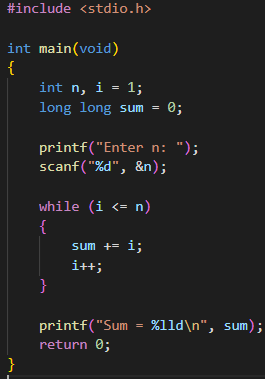 #include <stdio.h>
int main(void)
{
    int n, i = 1;
    long long sum = 0;
    printf("Enter n: ");
    scanf("%d", &n);
    while (i <= n)
    {
        sum += i;
        i++;
    }
    printf("Sum = %lld\n", sum);
    return 0;
}